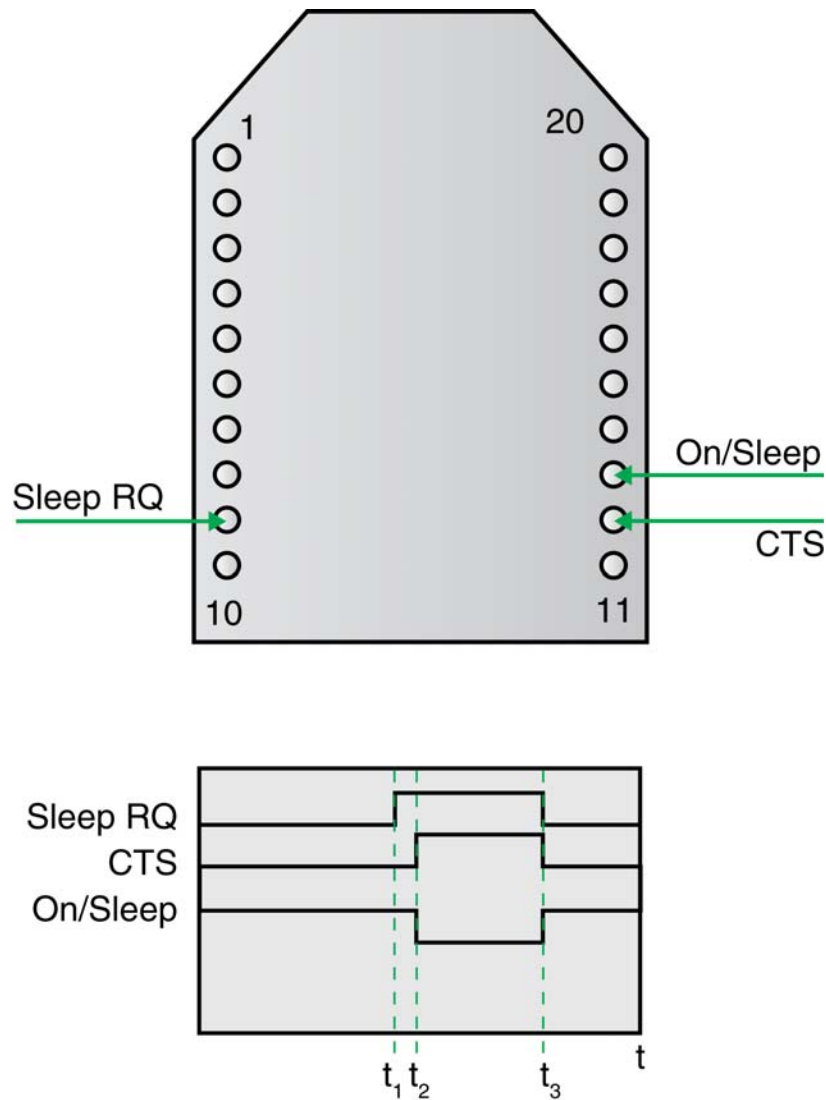 1 20
On/Sleep
Sleep RQ
CTS
10 11
Sleep RQ
CTS
On/Sleep
t
t₁ t₂ t₃